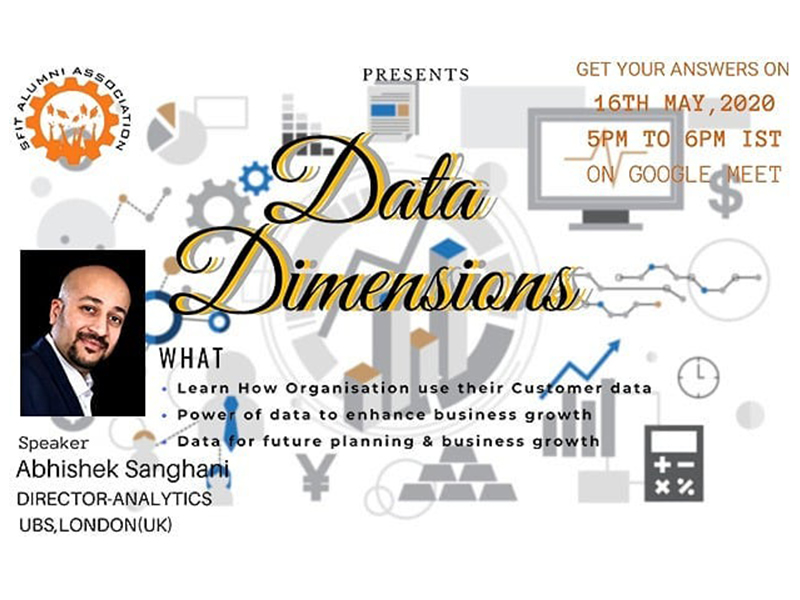 SFIT ALUMNI ASSOCIATION
PRESENTS
GET YOUR ANSWERS ON
16TH MAY,2020
5PM TO 6PM IST
ON GOOGLE MEET
Data
Dimensions
WHAT
• Learn How Organisation use their Customer data
• Power of data to enhance business growth
• Data for future planning & business growth
Speaker
Abhishek Sanghani
DIRECTOR-ANALYTICS
UBS,LONDON(UK)